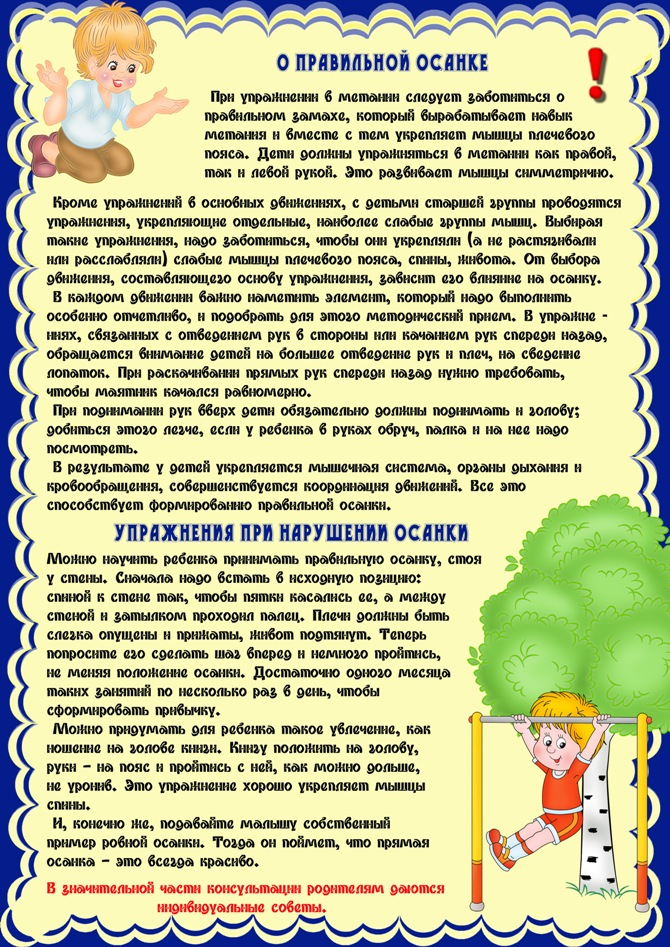 О ПРАВИЛЬНОЙ ОСАНКЕ
При упражнении в метании следует заботиться о
правильном замахе, который вырабатывает навык
метания и вместе с тем укрепляет мышцы плечевого
пояса. Дети должны упражняться в метании как правой,
так и левой рукой. Это развивает мышцы симметрично.
Кроме упражнений в основных движениях, с детьми старшей группы проводятся
упражнения, укрепляющие отдельные, наиболее слабые группы мышц. Выбирая
такие упражнения, надо заботиться, чтобы они укрепляли (а не растягивали
или расслабляли) слабые мышцы плечевого пояса, спины, живота. От выбора
движения, составляющего основу упражнения, зависит его влияние на осанку.
В каждом движении важно наметить элемент, который надо выполнить
особенно отчетливо, и подобрать для этого методический прием. В упражне -
ниях, связанных с отведением рук в стороны или качанием рук спереди назад,
обращается внимание детей на большее отведение рук и плеч, на сведение
лопаток. При раскачивании прямых рук спереди назад нужно требовать,
чтобы маятник качался равномерно.
При поднимании рук вверх дети обязательно должны поднимать и голову;
добиться этого легче, если у ребенка в руках обруч, палка и на нее надо
посмотреть.
В результате у детей укрепляется мышечная система, органы дыхания и
кровообращения, совершенствуется координация движений. Все это
способствует формированию правильной осанки.
УПРАЖНЕНИЯ ПРИ НАРУШЕНИИ ОСАНКИ
Можно научить ребенка принимать правильную осанку, стоя
у стены. Сначала надо встать в исходную позицию:
спиной к стене так, чтобы пятки касались ее, а между
стеной и затылком проходил палец. Плечи должны быть
слегка опущены и прижаты, живот подтянут. Теперь
попросите его сделать шаг вперед и немного пройтись,
не меняя положение осанки. Достаточно одного месяца
таких занятий по несколько раз в день, чтобы
сформировать привычку.
Можно придумать для ребенка такое увлечение, как
ношение на голове книги. Книгу положить на голову,
руки – на пояс и пройтись с ней, как можно дольше,
не уронив. Это упражнение хорошо укрепляет мышцы
спины.
И, конечно же, подавайте малышу собственный
пример ровной осанки. Тогда он поймет, что прямая
осанка – это всегда красиво.
В значительной части консультации родителям даются
индивидуальные советы.